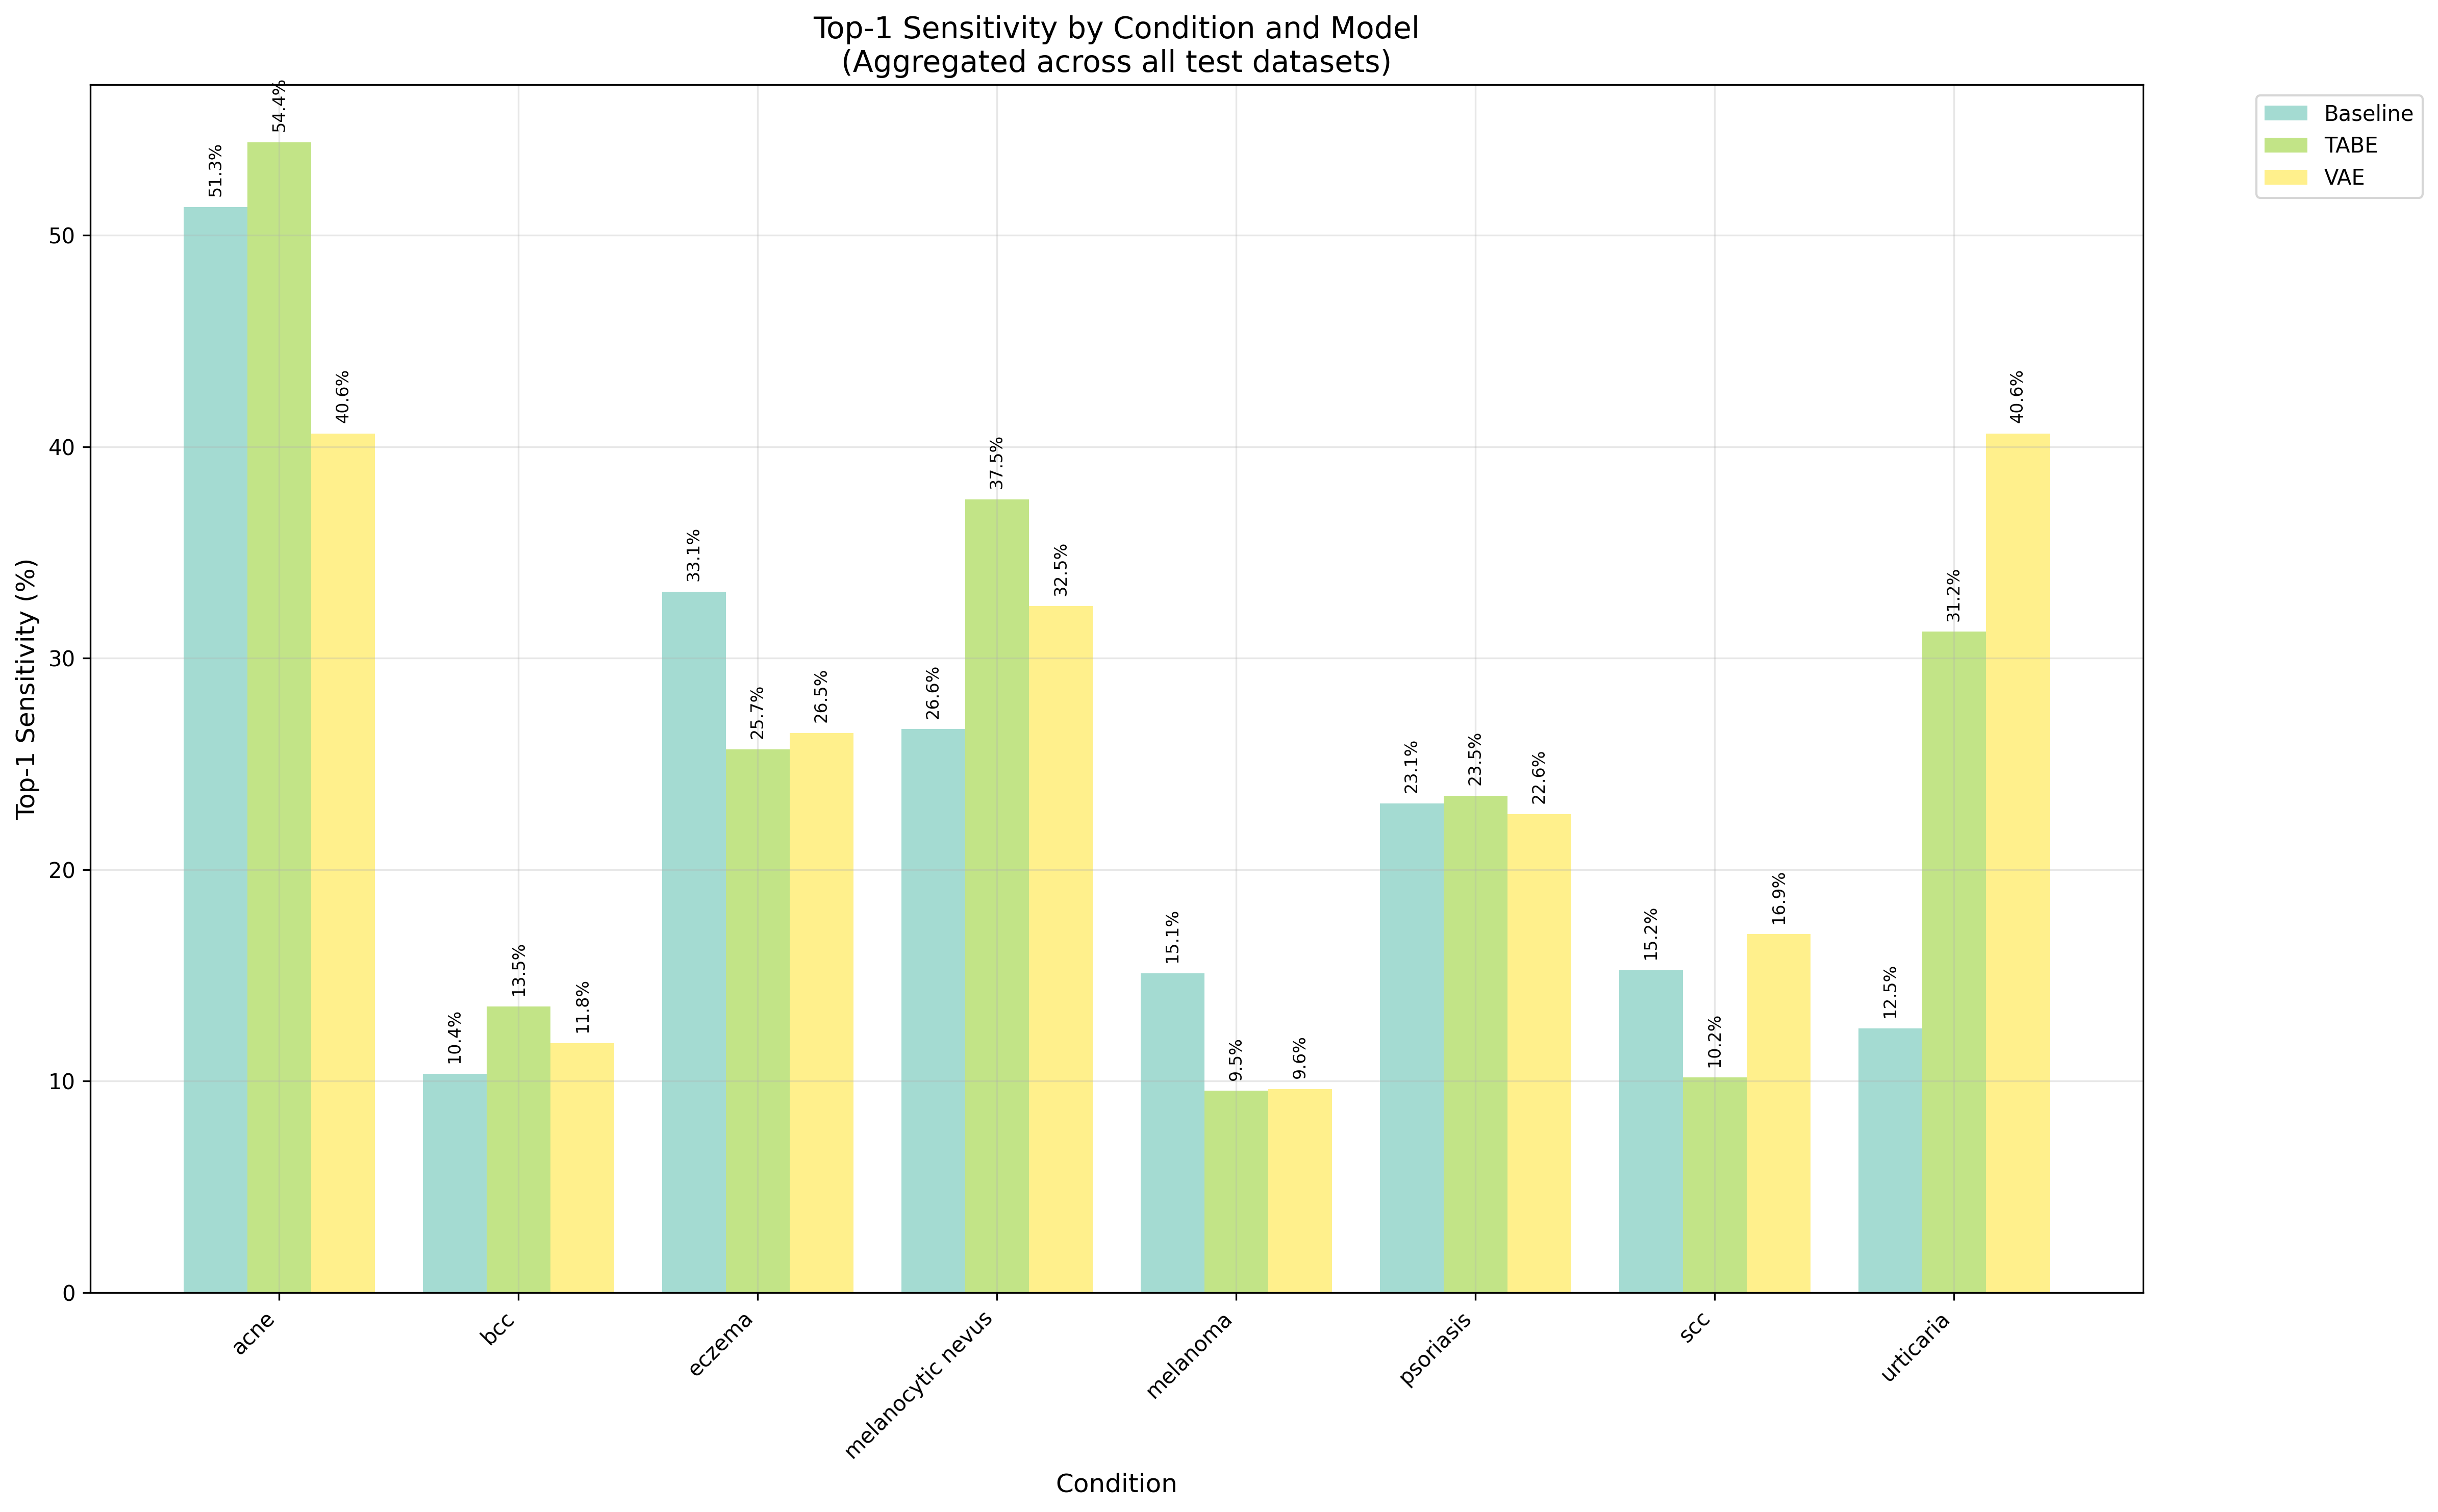 Top-1 Sensitivity by Condition and Model
(Aggregated across all test datasets)
Baseline
TABE
VAE
Top-1 Sensitivity (%)
50
40
30
20
10
0
51.3%
54.4%
40.6%
10.4%
13.5%
11.8%
33.1%
25.7%
26.5%
26.6%
37.5%
32.5%
15.1%
9.5%
9.6%
23.1%
23.5%
22.6%
15.2%
10.2%
16.9%
12.5%
31.2%
40.6%
acne
bcc
eczema
melanocytic nevus
melanoma
psoriasis
scc
urticaria
Condition